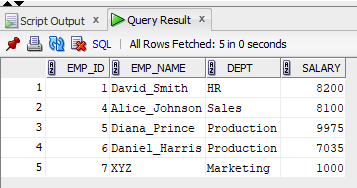 Script Output × Query Result ×
SQL | All Rows Fetched: 5 in 0 seconds
EMP_ID EMP_NAME DEPT SALARY
1 1 David_Smith HR 8200
2 4 Alice_Johnson Sales 8100
3 5 Diana_Prince Production 9975
4 6 Daniel_Harris Production 7035
5 7 XYZ Marketing 1000